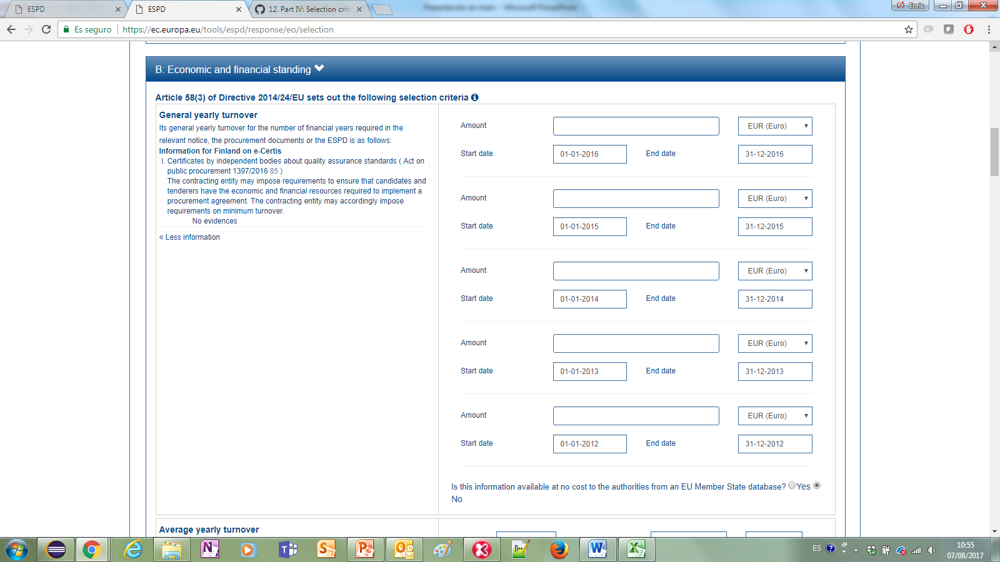 ESPD
ESPD
12. Part IV: Selection crite
Enric
Es seguro
https://ec.europa.eu/tools/espd/response/eo/selection
B: Economic and financial standing
Article 58(3) of Directive 2014/24/EU sets out the following selection criteria
General yearly turnover
Its general yearly turnover for the number of financial years required in the
relevant notice, the procurement documents or the ESPD is as follows:
Information for Finland on e-Certis
I. Certificates by independent bodies about quality assurance standards ( Act on
public procurement 1397/2016 85 )
The contracting entity may impose requirements to ensure that candidates and
tenderers have the economic and financial resources required to implement a
procurement agreement. The contracting entity may accordingly impose
requirements on minimum turnover.
No evidences
« Less information
Amount EUR (Euro)
Start date 01-01-2016 End date 31-12-2016
Amount EUR (Euro)
Start date 01-01-2015 End date 31-12-2015
Amount EUR (Euro)
Start date 01-01-2014 End date 31-12-2014
Amount EUR (Euro)
Start date 01-01-2013 End date 31-12-2013
Amount EUR (Euro)
Start date 01-01-2012 End date 31-12-2012
Is this information available at no cost to the authorities from an EU Member State database? Yes
No
Average yearly turnover
ES
10:55
07/08/2017